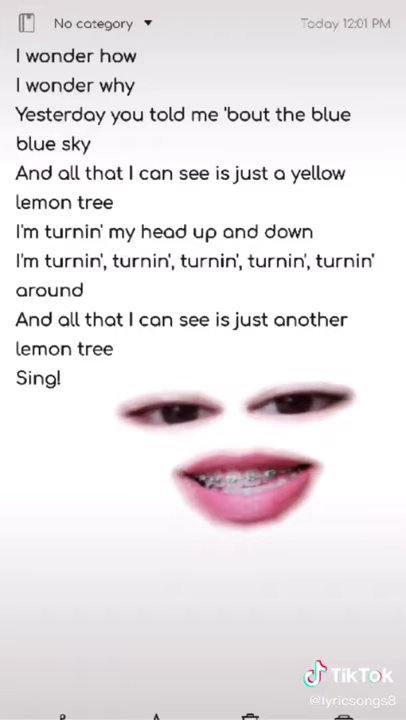 No category
Today 12:01 PM
I wonder how
I wonder why
Yesterday you told me 'bout the blue
blue sky
And all that I can see is just a yellow
lemon tree
I'm turnin' my head up and down
I'm turnin', turnin', turnin', turnin', turnin'
around
And all that I can see is just another
lemon tree
Sing!
TikTok
@lyricsongs8